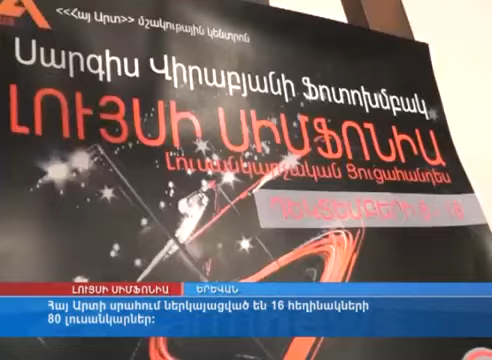 <<Հայ Արտ>> մշակութային կենտրոն
Սարգիս Վիրաբյանի Ֆոտոխմբակ
ԼՈՒՅՍԻ ՍԻՄՖՈՆԻԱ
Լուսանկարչական Ցուցահանդես
ԴԵԿՏԵՄԲԵՐԻ
ԼՈՒՅՍԻ ՍԻՄՖՈՆԻԱ ԵՐԵՎԱՆ
Հայ Արտի սրահում ներկայացված են 16 հեղինակների
80 լուսանկարներ: